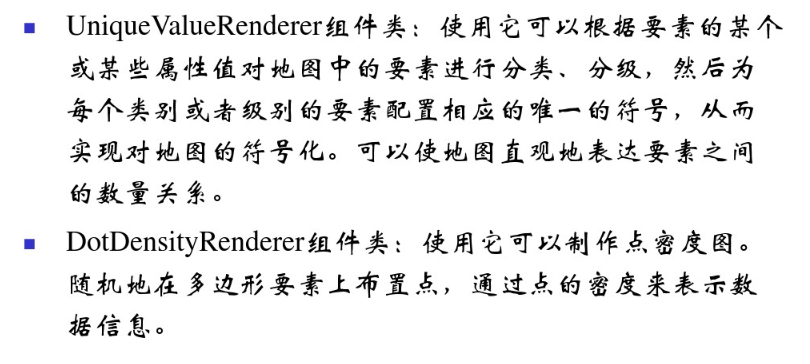 UniqueValueRenderer组件类：使用它可以根据要素的某个
或某些属性值对地图中的要素进行分类、分级，然后为
每个类别或者级别的要素配置相应的唯一的符号，从而
实现对地图的符号化。可以使地图直观地表达要素之间
的数量关系。
DotDensityRenderer组件类：使用它可以制作点密度图。
随机地在多边形要素上布置点，通过点的密度来表示数
据信息。